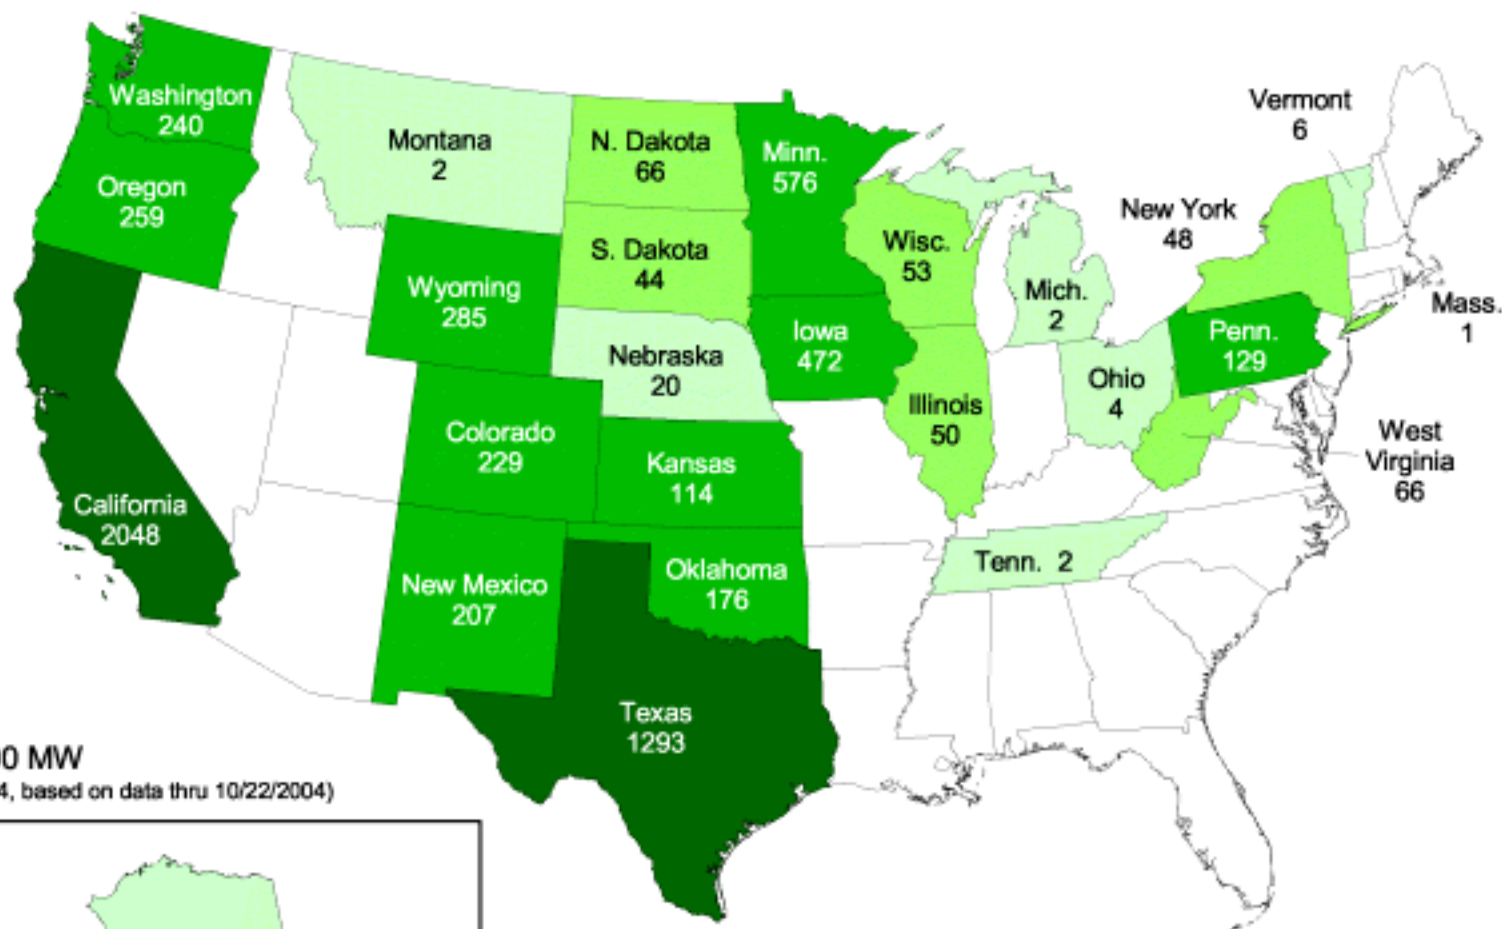 Washington
240
Oregon
259
California
2048
Montana
2
Wyoming
285
Colorado
229
New Mexico
207
N. Dakota
66
S. Dakota
44
Nebraska
20
Kansas
114
Oklahoma
176
Texas
1293
Minn.
576
Iowa
472
Wisc.
53
Illinois
50
Mich.
2
Ohio
4
Tenn. 2
Vermont
6
New York
48
Mass.
1
Penn.
129
West
Virginia
66
00 MW
4, based on data thru 10/22/2004)